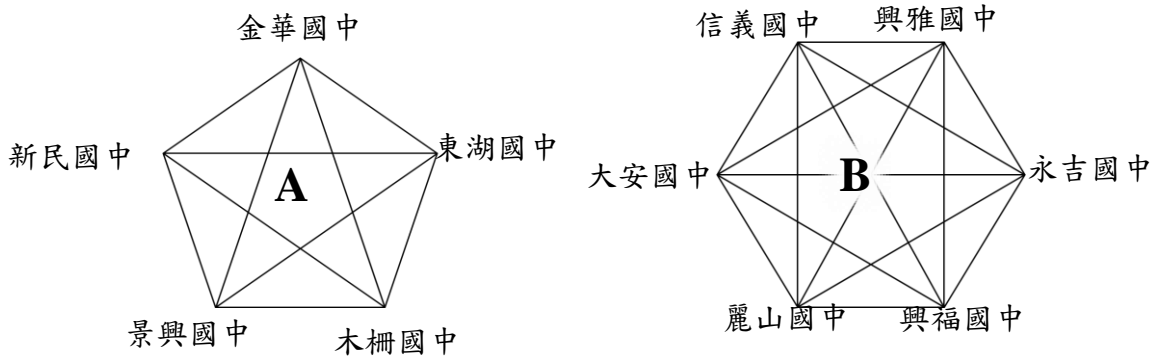 金華國中
新民國中
東湖國中
A
景興國中
木柵國中
信義國中
興雅國中
大安國中
B
永吉國中
麗山國中
興福國中